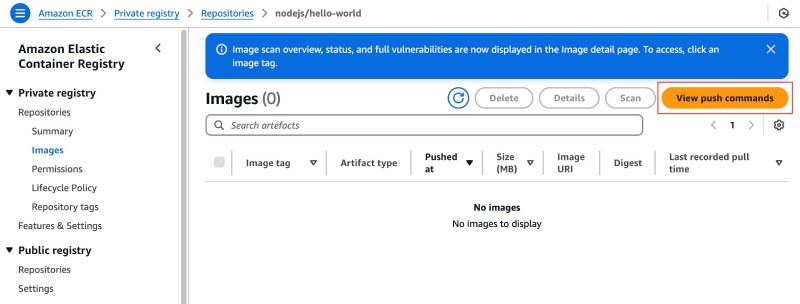 Amazon ECR > Private registry > Repositories > nodejs/hello-world
Amazon Elastic
Container Registry
Private registry
Repositories
Summary
Images
Permissions
Lifecycle Policy
Repository tags
Features & Settings
Public registry
Repositories
Settings
Image scan overview, status, and full vulnerabilities are now displayed in the Image detail page. To access, click an
image tag.
Images (0)
Delete
Details
Scan
View push commands
Search artefacts
1
Image tag
Artifact type
Pushed
at
Size
(MB)
Image
URI
Digest
Last recorded pull
time
No images
No images to display